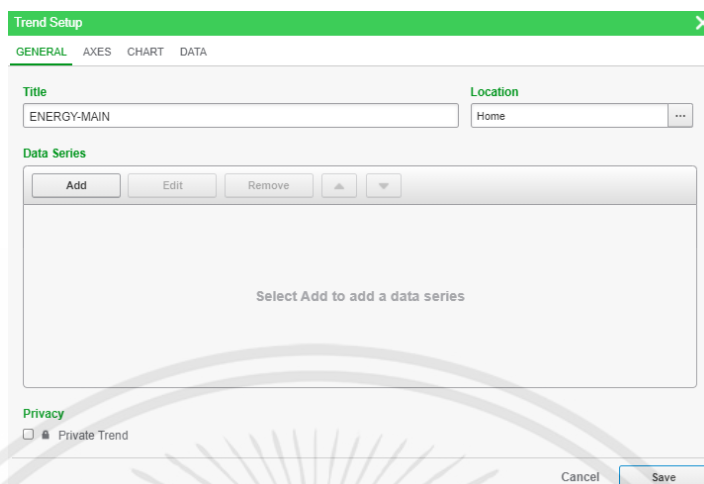 Trend Setup
GENERAL AXES CHART DATA
Title Location
ENERGY-MAIN Home ...
Data Series
Add Edit Remove
Select Add to add a data series
Privacy
Private Trend
Cancel Save